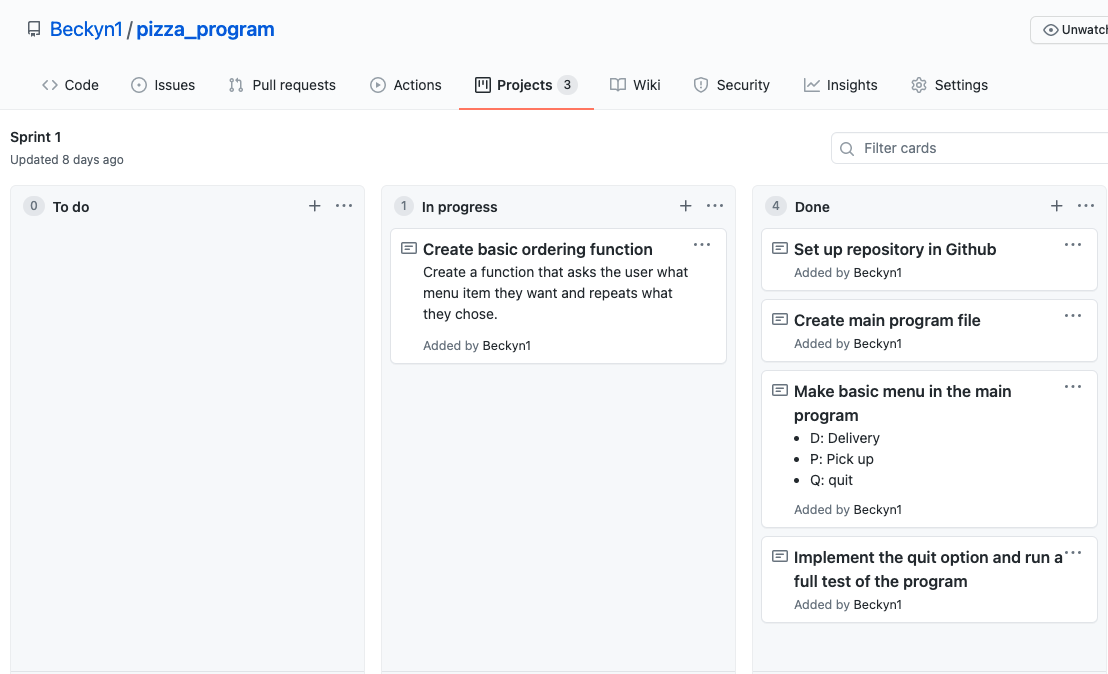 Beckyn1 / pizza_program
Unwatch
Code
Issues
Pull requests
Actions
Projects 3
Wiki
Security
Insights
Settings
Sprint 1
Updated 8 days ago
Filter cards
0 To do
1 In progress
Create basic ordering function
Create a function that asks the user what
menu item they want and repeats what
they chose.
Added by Beckyn1
4 Done
Set up repository in Github
Added by Beckyn1
Create main program file
Added by Beckyn1
Make basic menu in the main
program
• D: Delivery
• P: Pick up
• Q: quit
Added by Beckyn1
Implement the quit option and run a
full test of the program
Added by Beckyn1